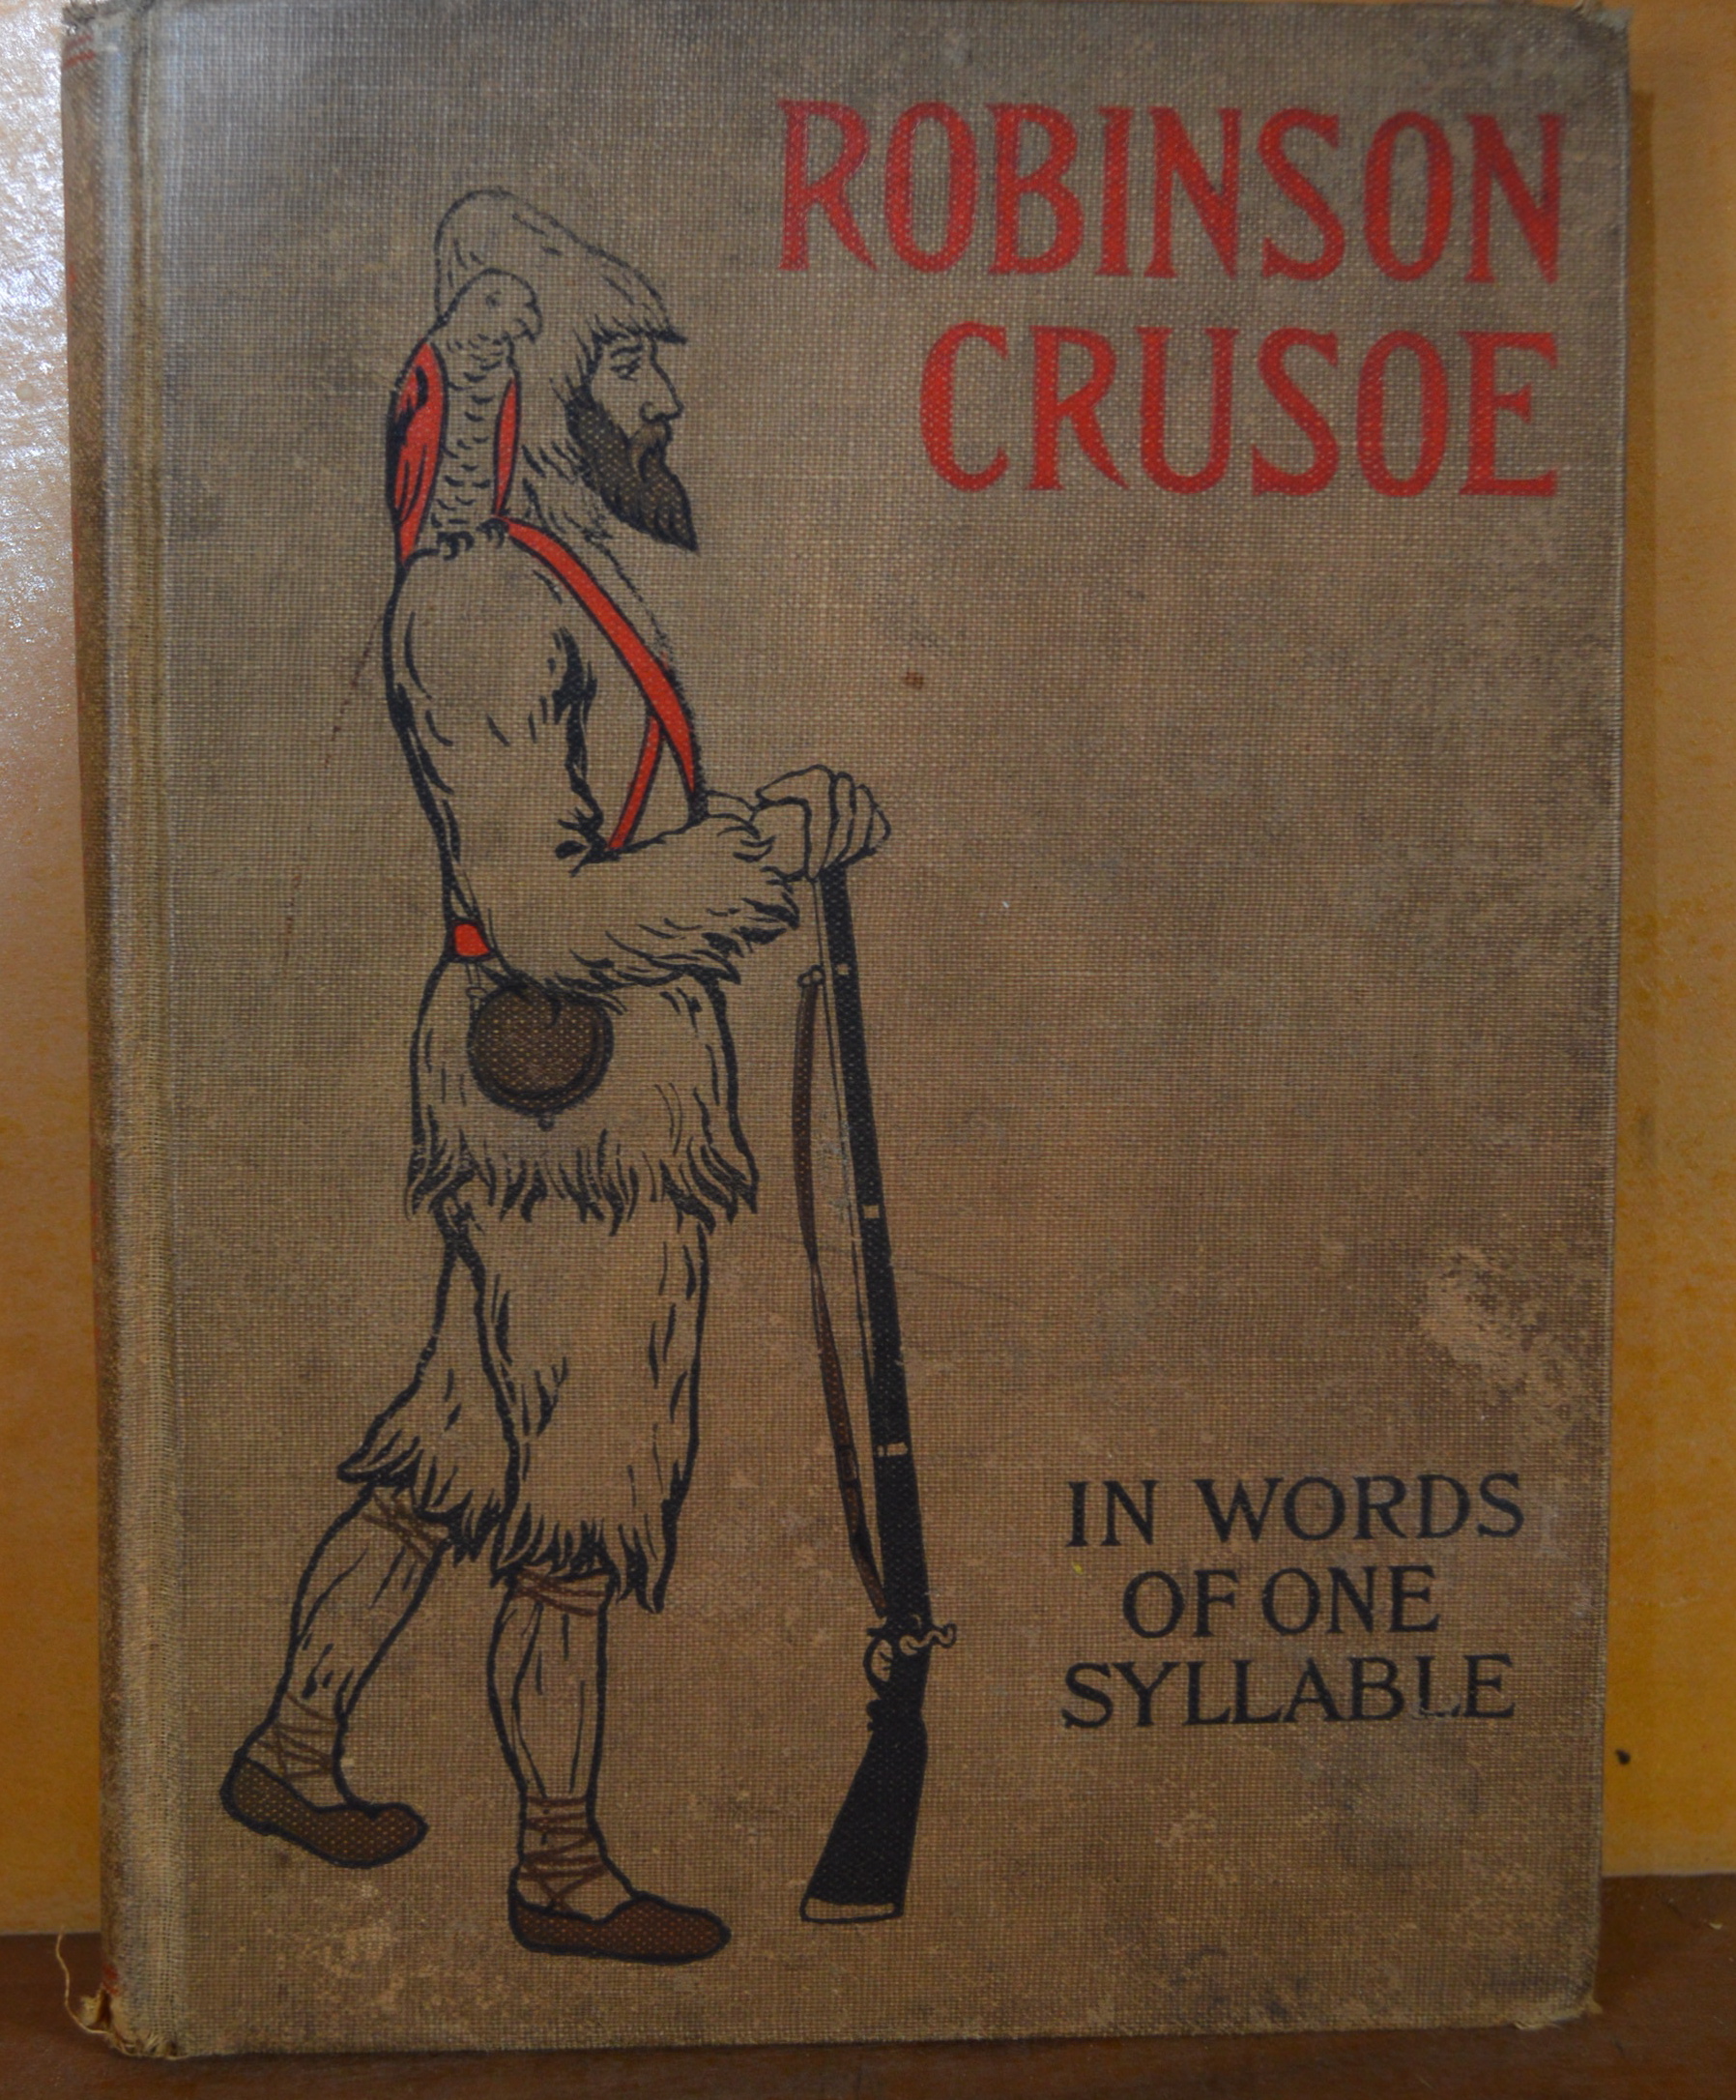 ROBINSON
CRUSOE
IN WORDS
OF ONE
SYLLABLE